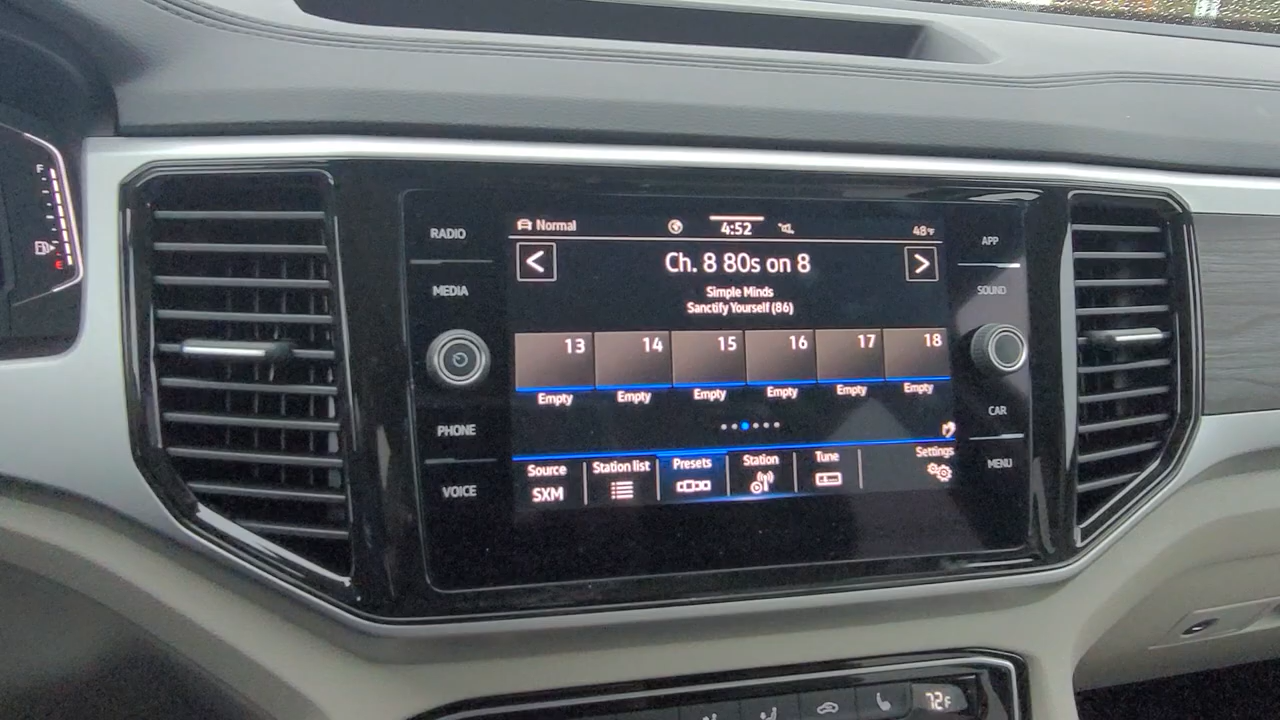 F
E
RADIO
MEDIA
PHONE
VOICE
Normal
4:52
48°F
Ch. 8 80s on 8
Simple Minds
Sanctify Yourself (86)
13 14 15 16 17 18
Empty Empty Empty Empty Empty Empty
Source Station list Presets Station Tune Settings
SXM
APP
SOUND
CAR
MENU
72°F